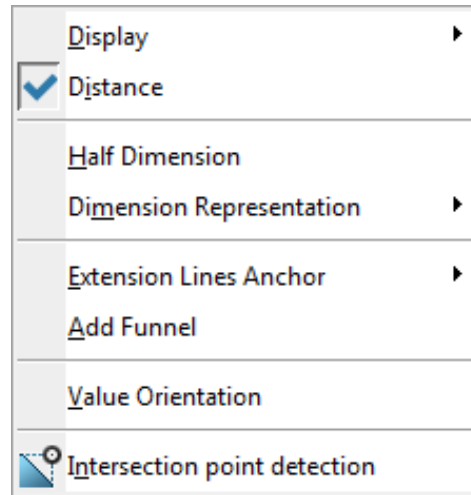 Display
Distance
Half Dimension
Dimension Representation
Extension Lines Anchor
Add Funnel
Value Orientation
Intersection point detection